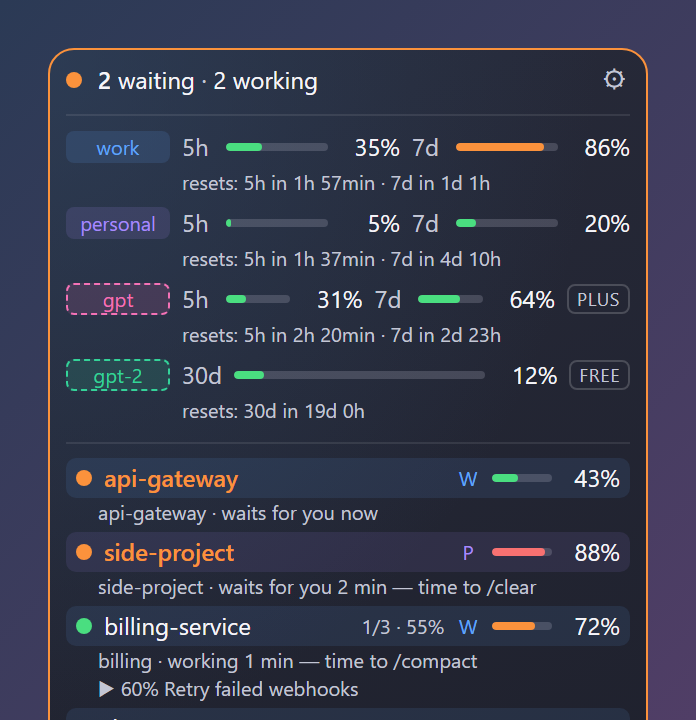 2 waiting · 2 working
work 5h 35% 7d 86%
resets: 5h in 1h 57min · 7d in 1d 1h
personal 5h 5% 7d 20%
resets: 5h in 1h 37min · 7d in 4d 10h
gpt 5h 31% 7d 64% PLUS
resets: 5h in 2h 20min · 7d in 2d 23h
gpt-2 30d 12% FREE
resets: 30d in 19d 0h
api-gateway W 43%
api-gateway · waits for you now
side-project P 88%
side-project · waits for you 2 min — time to /clear
billing-service 1/3 · 55% W 72%
billing · working 1 min — time to /compact
▶ 60% Retry failed webhooks